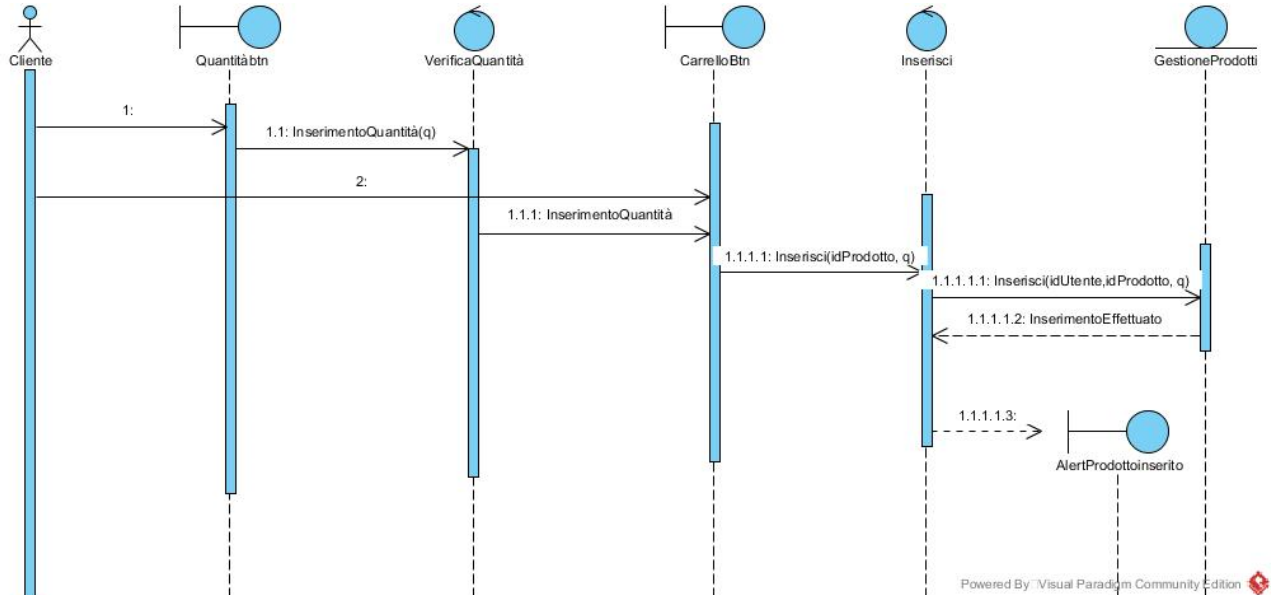 Cliente
Quantitàbtn
VerificaQuantità
CarrelloBtn
Inserisci
GestioneProdotti
1:
1.1: InserimentoQuantità(q)
2:
1.1.1: InserimentoQuantità
1.1.1.1: Inserisci(idProdotto, q)
1.1.1.1.1: Inserisci(idUtente,idProdotto, q)
1.1.1.1.2: InserimentoEffettuato
1.1.1.1.3:
AlertProdottoinserito
Powered By Visual Paradigm Community Edition